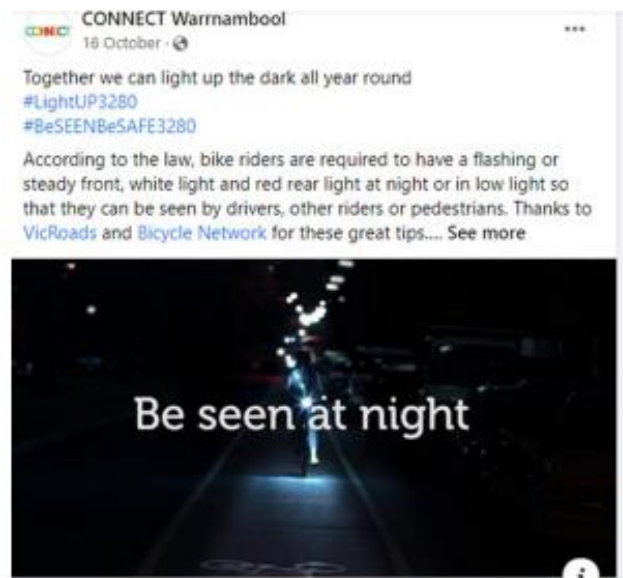 CONNECT
CONNECT Warrnambool
16 October ·
Together we can light up the dark all year round
#LightUP3280
#BeSEENBeSAFE3280
According to the law, bike riders are required to have a flashing or
steady front, white light and red rear light at night or in low light so
that they can be seen by drivers, other riders or pedestrians. Thanks to
VicRoads and Bicycle Network for these great tips.... See more
Be seen at night